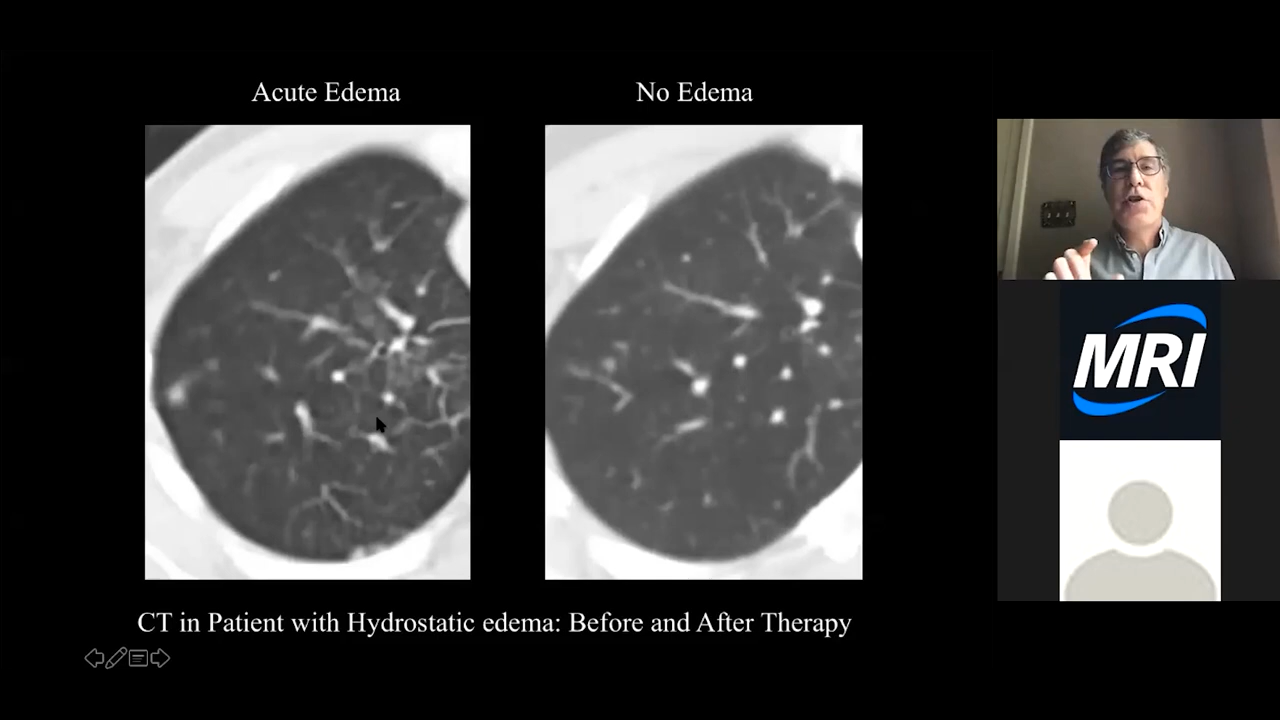 Acute Edema
No Edema
MRI
CT in Patient with Hydrostatic edema: Before and After Therapy